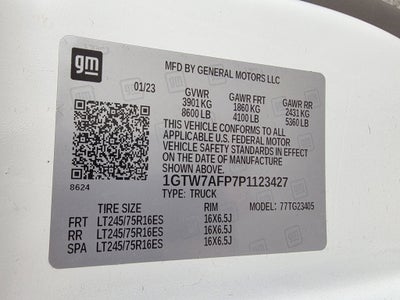 gm
MFD BY GENERAL MOTORS LLC
01/23
GVWR GAWR FRT GAWR RR
3901 KG 1860 KG 2431 KG
8600 LB 4100 LB 5360 LB
THIS VEHICLE CONFORMS TO ALL
APPLICABLE U.S. FEDERAL MOTOR
VEHICLE SAFETY STANDARDS IN EFFECT
ON THE DATE OF MANUFACTURE
SHOWN ABOVE.
8624
1GTW7AFP7P1123427
TYPE: TRUCK MODEL: 77TG23405
TIRE SIZE RIM
FRT LT245/75R16ES 16X6.5J
RR LT245/75R16ES 16X6.5J
SPA LT245/75R16ES 16X6.5J